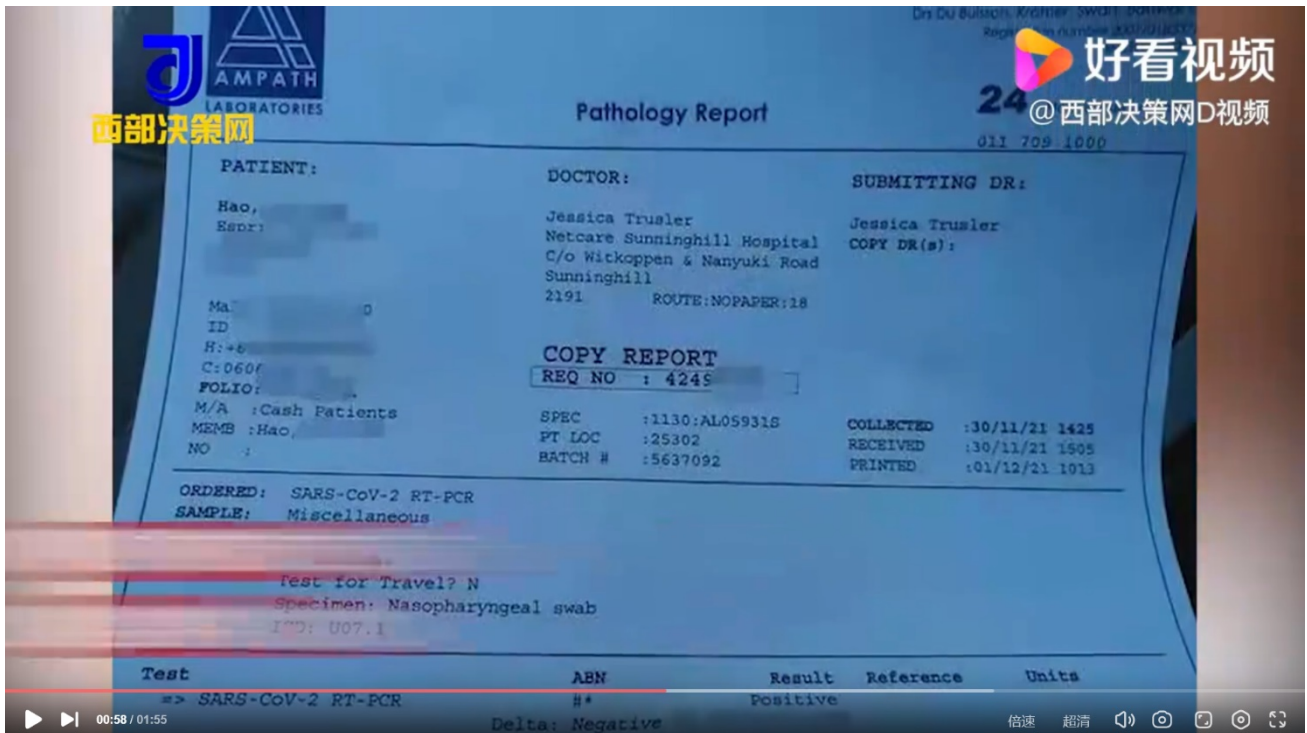 AMPATH
LABORATORIES
西部决策网
好看视频
@西部决策网D视频
Pathology Report
24
011 709 1000
PATIENT:
DOCTOR:
SUBMITTING DR:
Hao,
Jessica Trusler
Jessica Trusler
Netcare Sunninghill Hospital
COPY DR(s):
C/o Witkoppen & Nanyuki Road
Sunninghill
2191 ROUTE:NOPAPER:18
ID
COPY REPORT
REQ NO : 4249
FOLIO:
M/A :Cash Patients
MEMB :Hao,
NO :
SPEC :1130:AL05931S
PT LOC :25302
BATCH # :5637092
COLLECTED :30/11/21 1425
RECEIVED :30/11/21 1505
PRINTED :01/12/21 1013
ORDERED: SARS-CoV-2 RT-PCR
SAMPLE: Miscellaneous
Test for Travel? N
Specimen: Nasopharyngeal swab
ICD: U07.1
Test ABN Result Reference Units
=> SARS-CoV-2 RT-PCR #* Positive
Delta: Negative
00:58 / 01:55
倍速 超清